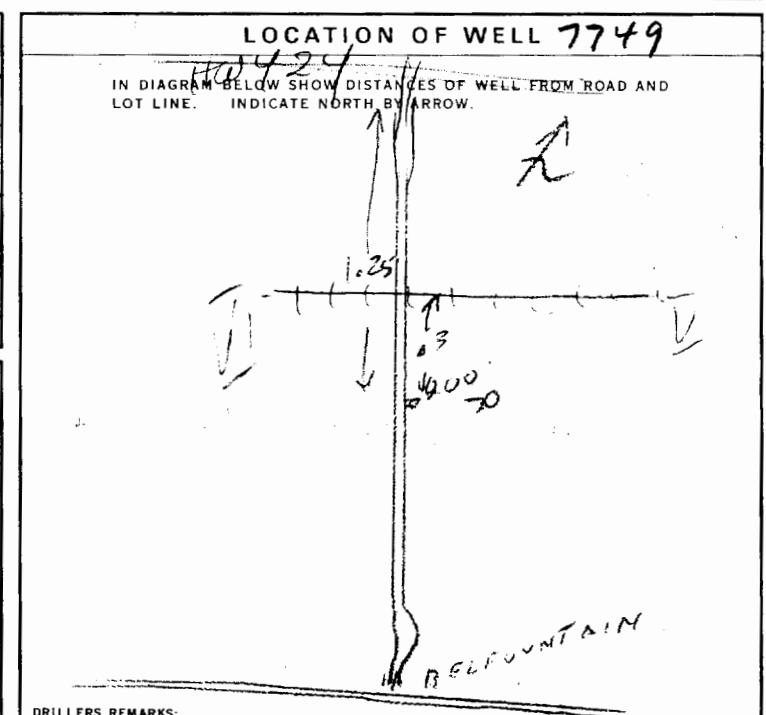 LOCATION OF WELL 7749
HW 424
IN DIAGRAM BELOW SHOW DISTANCES OF WELL FROM ROAD AND
LOT LINE. INDICATE NORTH BY ARROW.
1.25
VI
V
.3
BELFOUNTAIN
DRILLERS REMARKS: